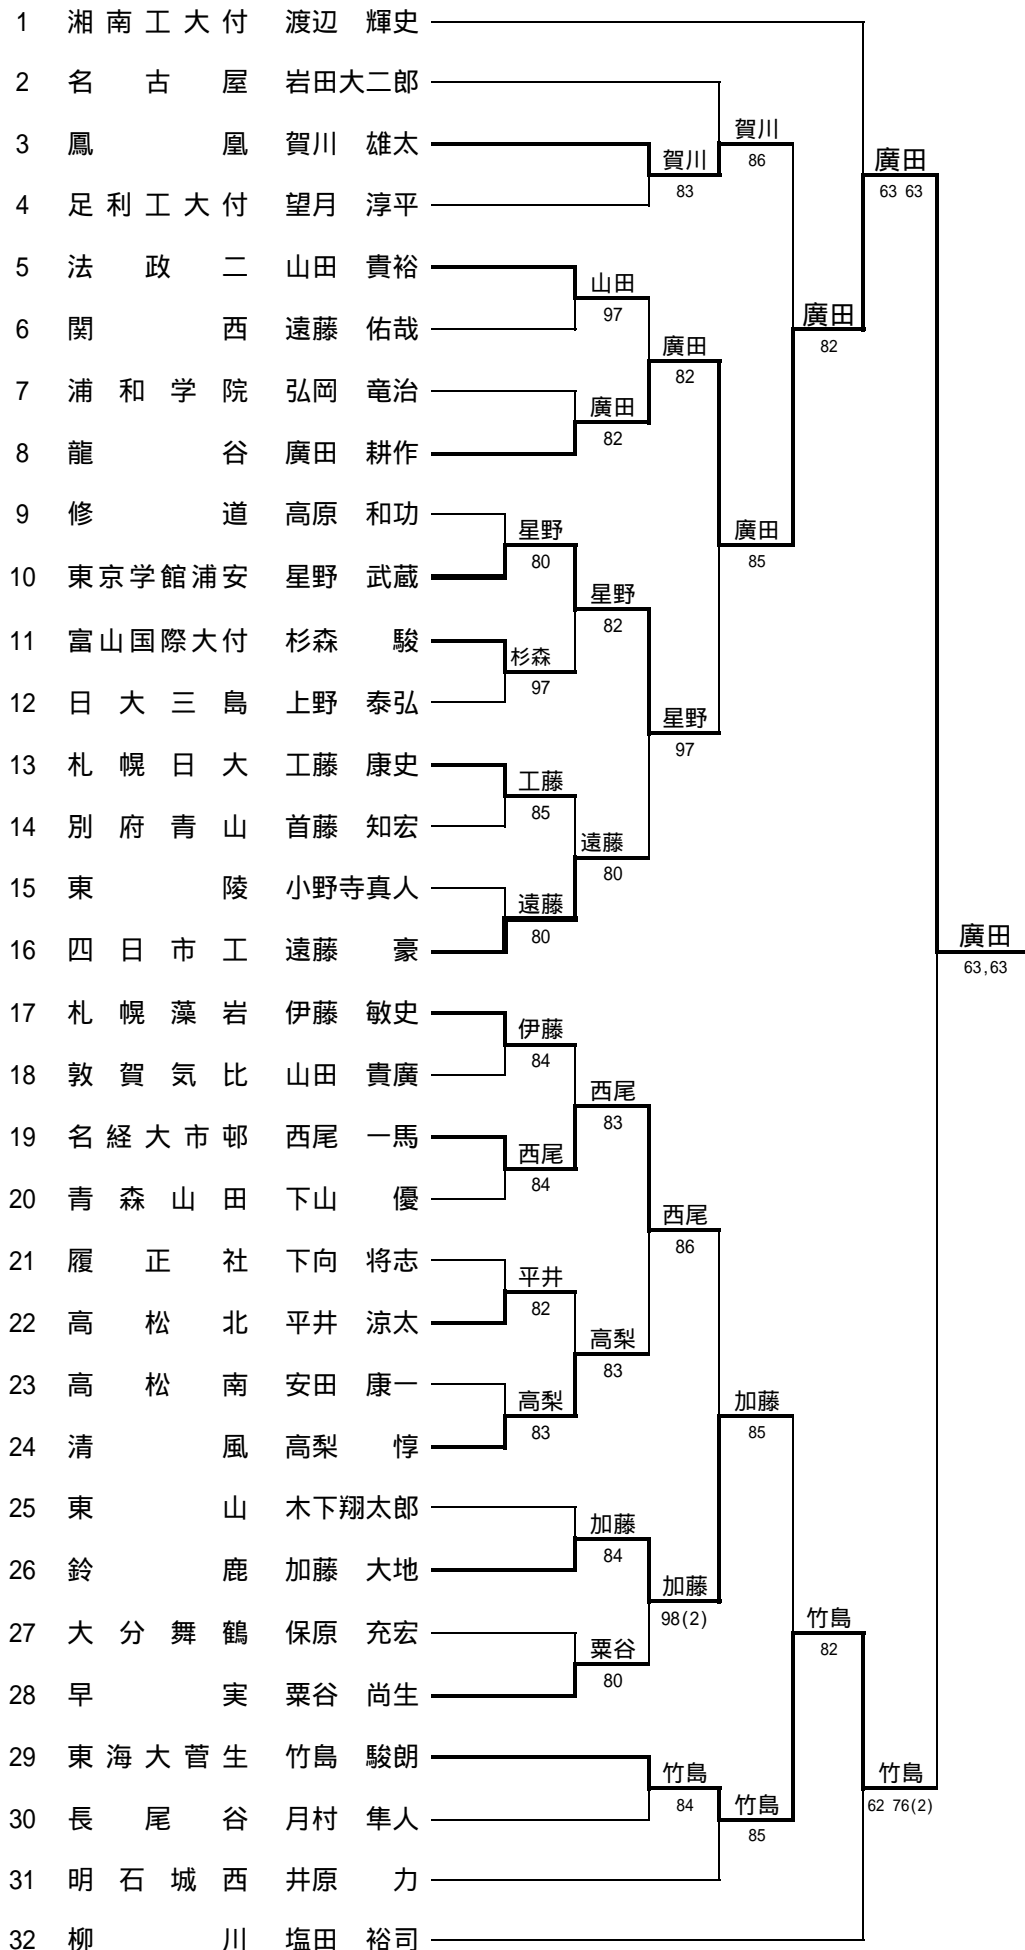 1 湘南工大付 渡辺 輝史
2 名古屋 岩田大二郎
3 鳳凰 賀川 雄太
4 足利工大付 望月 淳平
5 法政二 山田 貴裕
6 関西 遠藤 佑哉
7 浦和学院 弘岡 竜治
8 龍谷 廣田 耕作
9 修道 高原 和功
10 東京学館浦安 星野 武蔵
11 富山国際大付 杉森 駿
12 日大三島 上野 泰弘
13 札幌日大 工藤 康史
14 別府青山 首藤 知宏
15 東陵 小野寺真人
16 四日市工 遠藤 豪
17 札幌藻岩 伊藤 敏史
18 敦賀気比 山田 貴廣
19 名経大市邨 西尾 一馬
20 青森山田 下山 優
21 履正社 下向 将志
22 高松北 平井 涼太
23 高松南 安田 康一
24 清風 高梨 惇
25 東山 木下翔太郎
26 鈴鹿 加藤 大地
27 大分舞鶴 保原 充宏
28 早実 粟谷 尚生
29 東海大菅生 竹島 駿朗
30 長尾谷 月村 隼人
31 明石城西 井原 力
32 柳川 塩田 裕司
星野
80
杉森
97
工藤
85
遠藤
80
伊藤
84
西尾
84
平井
82
高梨
83
山田
97
廣田
82
星野
82
遠藤
80
西尾
83
高梨
83
加藤
84
粟谷
80
賀川
83
廣田
82
星野
97
西尾
86
加藤
98(2)
竹島
84
賀川
86
廣田
85
加藤
85
竹島
85
廣田
82
竹島
82
廣田
63 63
竹島
62 76(2)
廣田
63,63